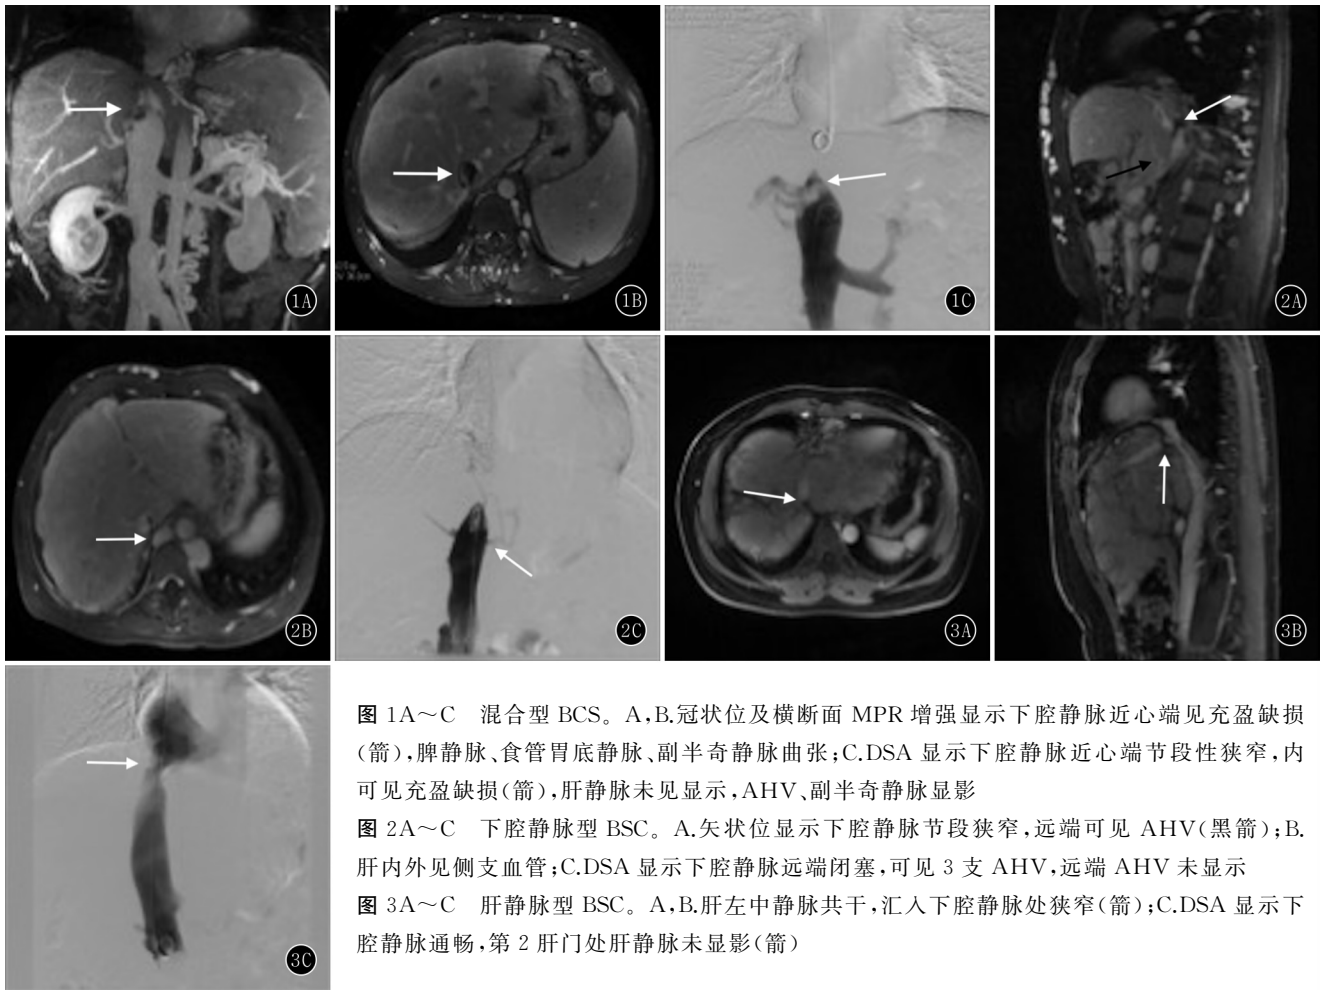 1A
1B
1C
2A
2B
2C
3A
3B
3C
图 1A～C 混合型 BCS。A,B.冠状位及横断面 MPR 增强显示下腔静脉近心端见充盈缺损
(箭),脾静脉、食管胃底静脉、副半奇静脉曲张;C.DSA 显示下腔静脉近心端节段性狭窄,内
可见充盈缺损(箭),肝静脉未见显示,AHV、副半奇静脉显影
图 2A～C 下腔静脉型 BSC。A.矢状位显示下腔静脉节段狭窄,远端可见 AHV(黑箭);B.
肝内外见侧支血管;C.DSA 显示下腔静脉远端闭塞,可见 3 支 AHV,远端 AHV 未显示
图 3A～C 肝静脉型 BSC。A,B.肝左中静脉共干,汇入下腔静脉处狭窄(箭);C.DSA 显示下
腔静脉通畅,第 2 肝门处肝静脉未显影(箭)